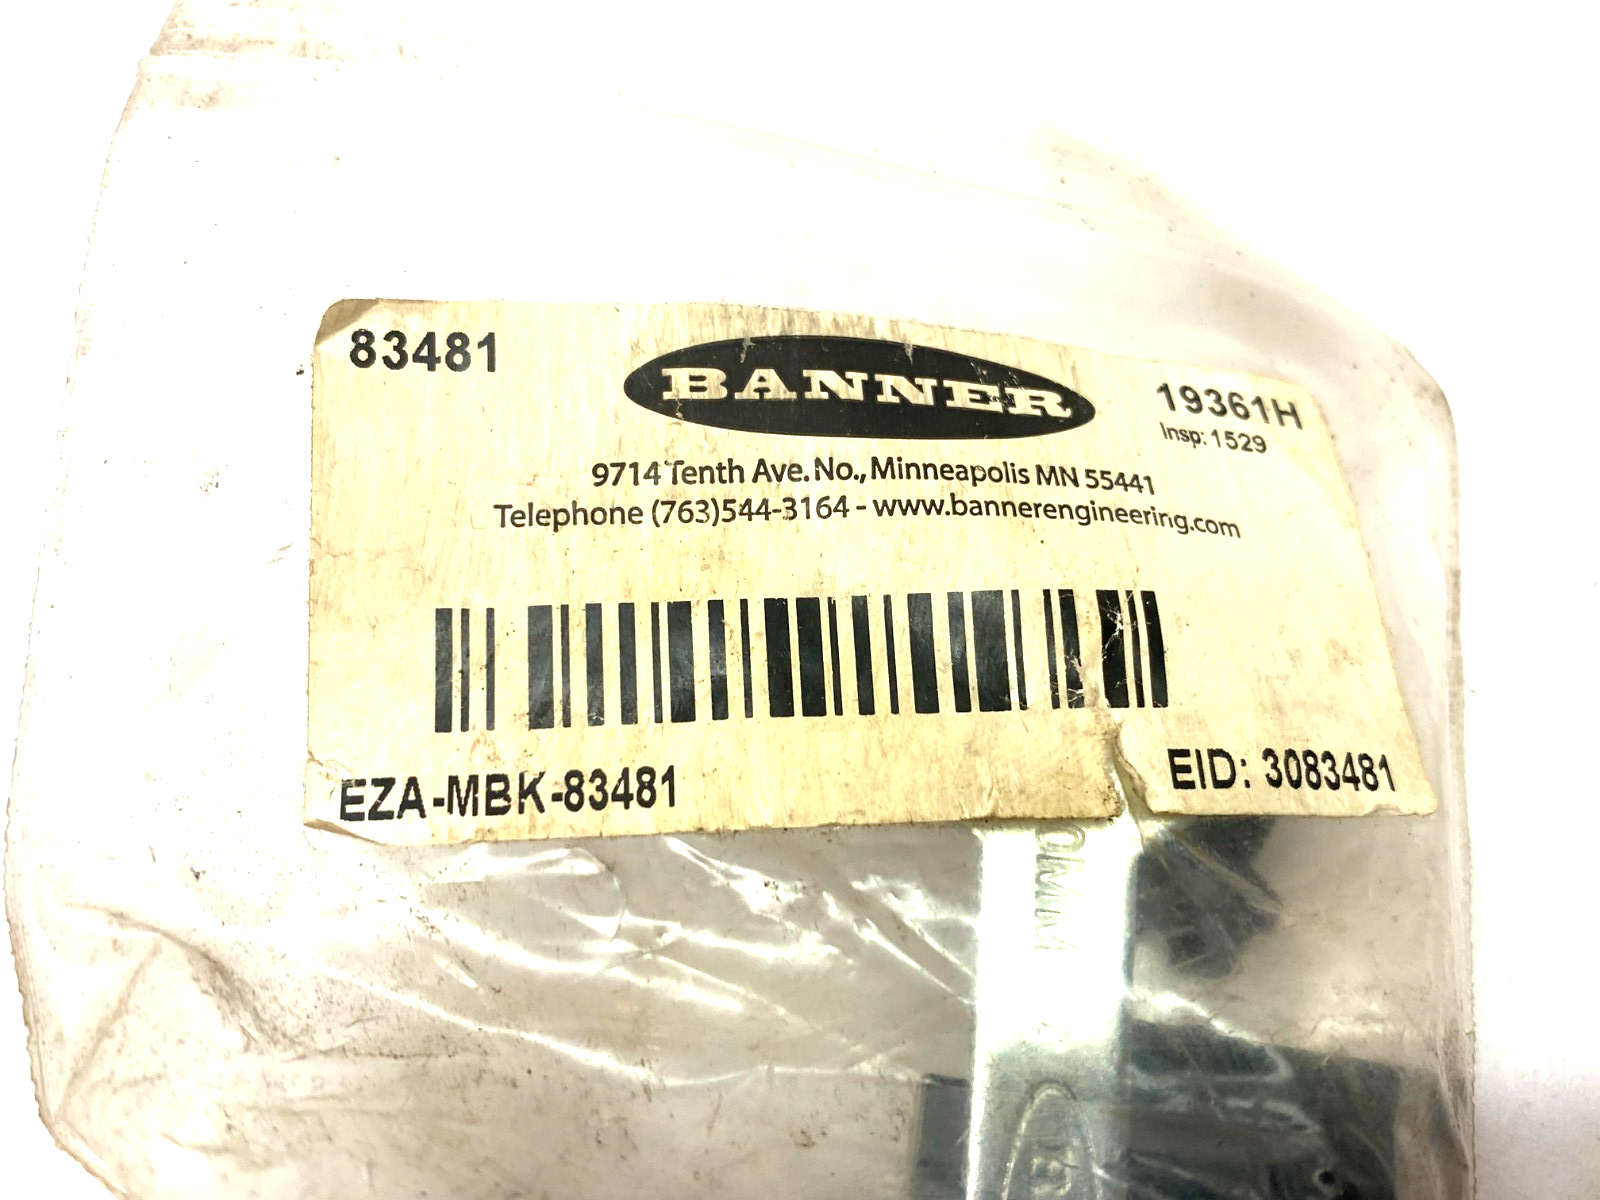 83481
BANNER
19361H
Insp: 1529
9714 Tenth Ave. No., Minneapolis MN 55441
Telephone (763)544-3164 - www.bannerengineering.com
EZA-MBK-83481
EID: 3083481